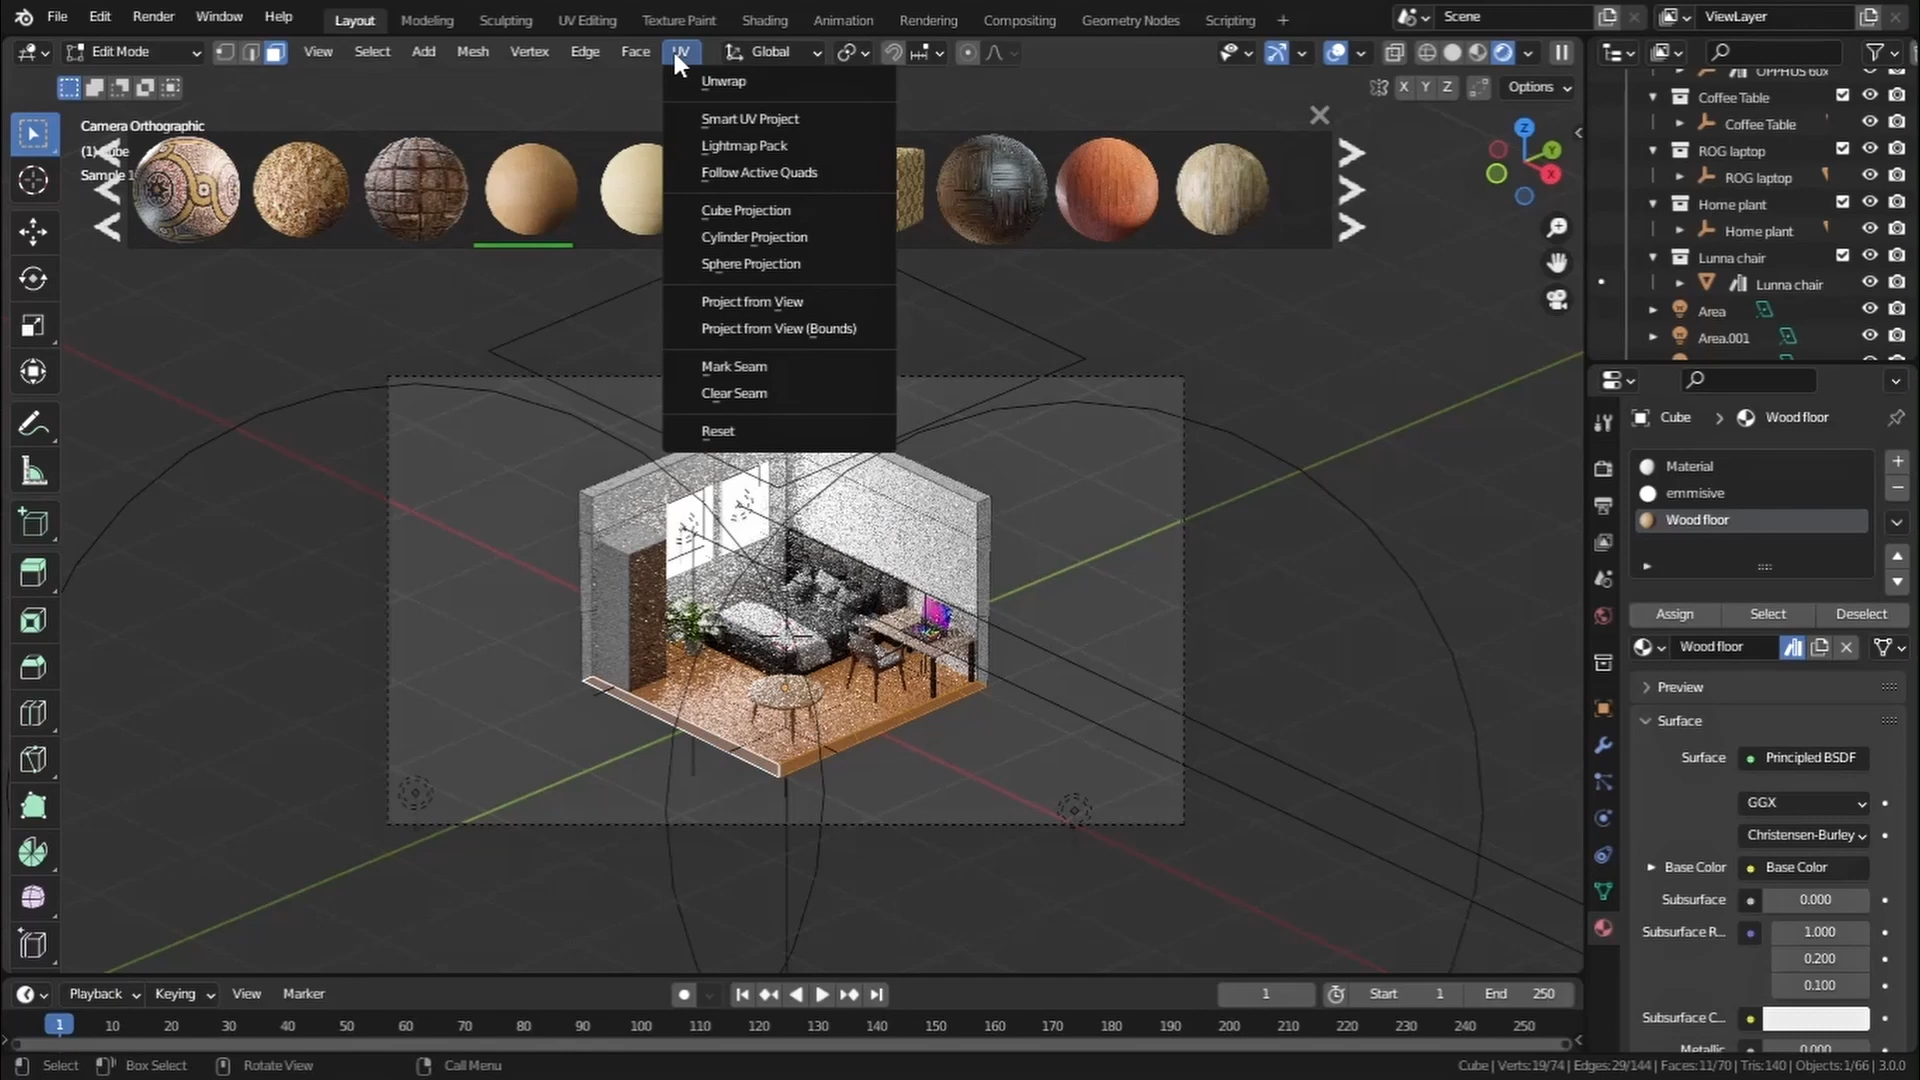 File Edit Render Window Help Layout Modeling Sculpting UV Editing Texture Paint Shading Animation Rendering Compositing Geometry Nodes Scripting + Scene ViewLayer
Edit Mode View Select Add Mesh Vertex Edge Face UV Global
X Y Z Options
Camera Orthographic
(1) Cube
Sample 1
Unwrap
Smart UV Project
Lightmap Pack
Follow Active Quads
Cube Projection
Cylinder Projection
Sphere Projection
Project from View
Project from View (Bounds)
Mark Seam
Clear Seam
Reset
Z
Y
X
OPPHUS 60x
Coffee Table
Coffee Table
ROG laptop
ROG laptop
Home plant
Home plant
Lunna chair
Lunna chair
Area
Area.001
Cube > Wood floor
Material
emmisive
Wood floor
Assign Select Deselect
Wood floor
Preview
Surface
Surface Principled BSDF
GGX
Christensen-Burley
Base Color Base Color
Subsurface 0.000
Subsurface R... 1.000
0.200
0.100
Subsurface C...
Metallic 0.000
Playback Keying View Marker 1 Start 1 End 250
1 10 20 30 40 50 60 70 80 90 100 110 120 130 140 150 160 170 180 190 200 210 220 230 240 250
Select Box Select Rotate View Call Menu Cube | Verts:19/74 | Edges:29/144 | Faces:11/70 | Tris:140 | Objects:1/66 | 3.0.0